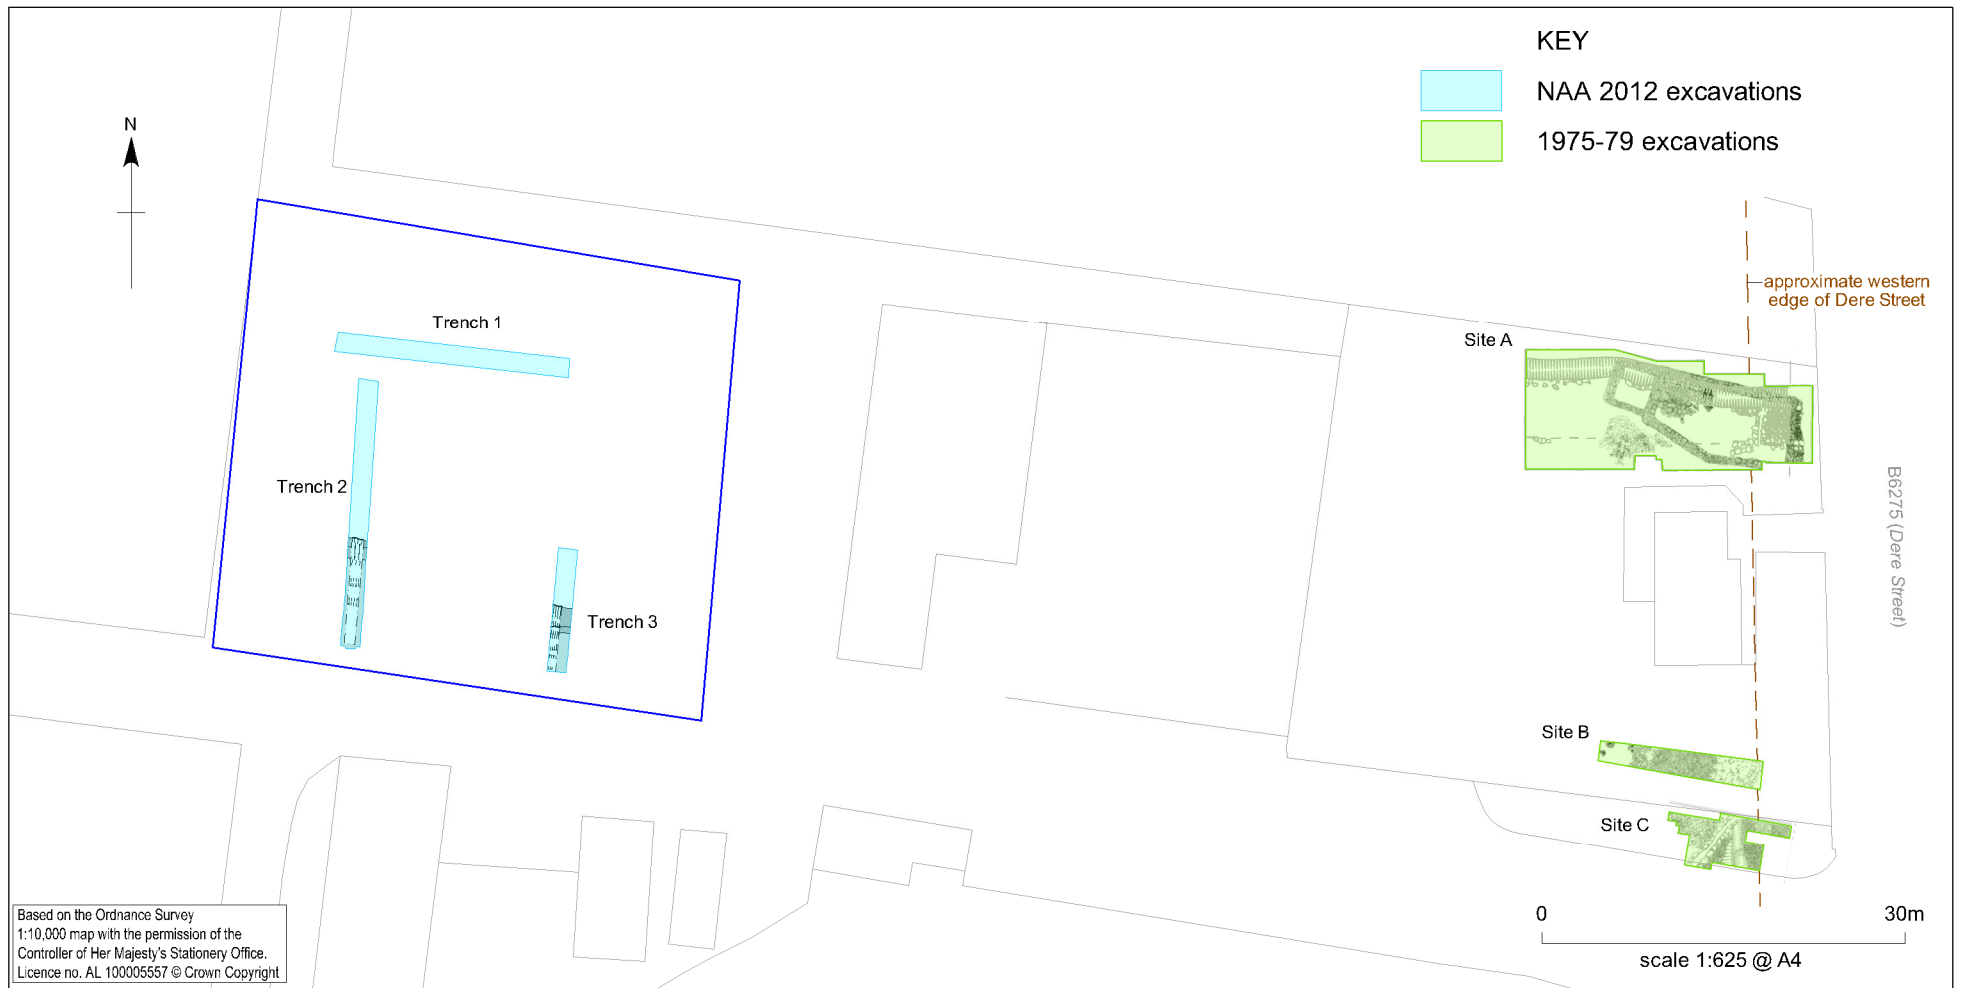 KEY
NAA 2012 excavations
1975-79 excavations
N
approximate western
edge of Dere Street
Trench 1
Site A
Trench 2
B6275 (Dere Street)
Trench 3
Site B
Site C
0 30m
scale 1:625 @ A4
Based on the Ordnance Survey
1:10,000 map with the permission of the
Controller of Her Majesty's Stationery Office.
Licence no. AL 100005557 © Crown Copyright